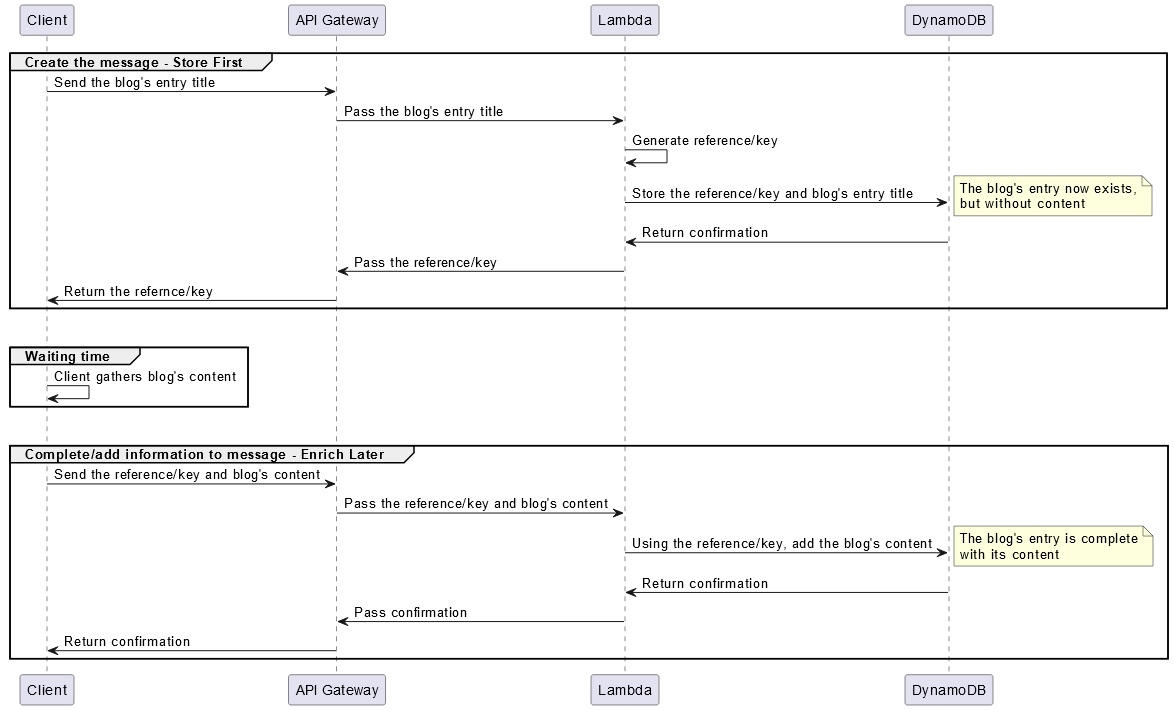 Client
API Gateway
Lambda
DynamoDB
Create the message - Store First
Send the blog's entry title
Pass the blog's entry title
Generate reference/key
Store the reference/key and blog's entry title
The blog's entry now exists,
but without content
Return confirmation
Pass the reference/key
Return the refernce/key
Waiting time
Client gathers blog's content
Complete/add information to message - Enrich Later
Send the reference/key and blog's content
Pass the reference/key and blog's content
Using the reference/key, add the blog's content
The blog's entry is complete
with its content
Return confirmation
Pass confirmation
Return confirmation
Client
API Gateway
Lambda
DynamoDB